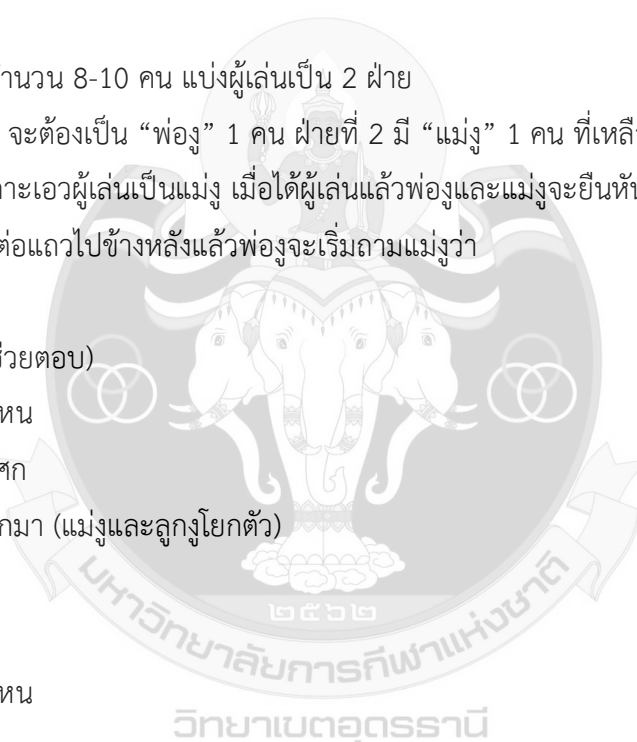 จำนวน 8-10 คน แบ่งผู้เล่นเป็น 2 ฝ่าย
จะต้องเป็น “พ่องู” 1 คน ฝ่ายที่ 2 มี “แม่งู” 1 คน ที่เหลือ
กาะเอวผู้เล่นเป็นแม่งู เมื่อได้ผู้เล่นแล้วพ่องูและแม่งูจะยืนหัน
ต่อแถวไปข้างหลังแล้วพ่องูจะเริ่มถามแม่งูว่า
ช่วยตอบ)
ไหน
ศก
กมา (แม่งูและลูกงูโยกตัว)
ไหน
๒๕๖๒
มหาวิทยาลัยการกีฬาแห่งชาติ
วิทยาเขตอุดรธานี